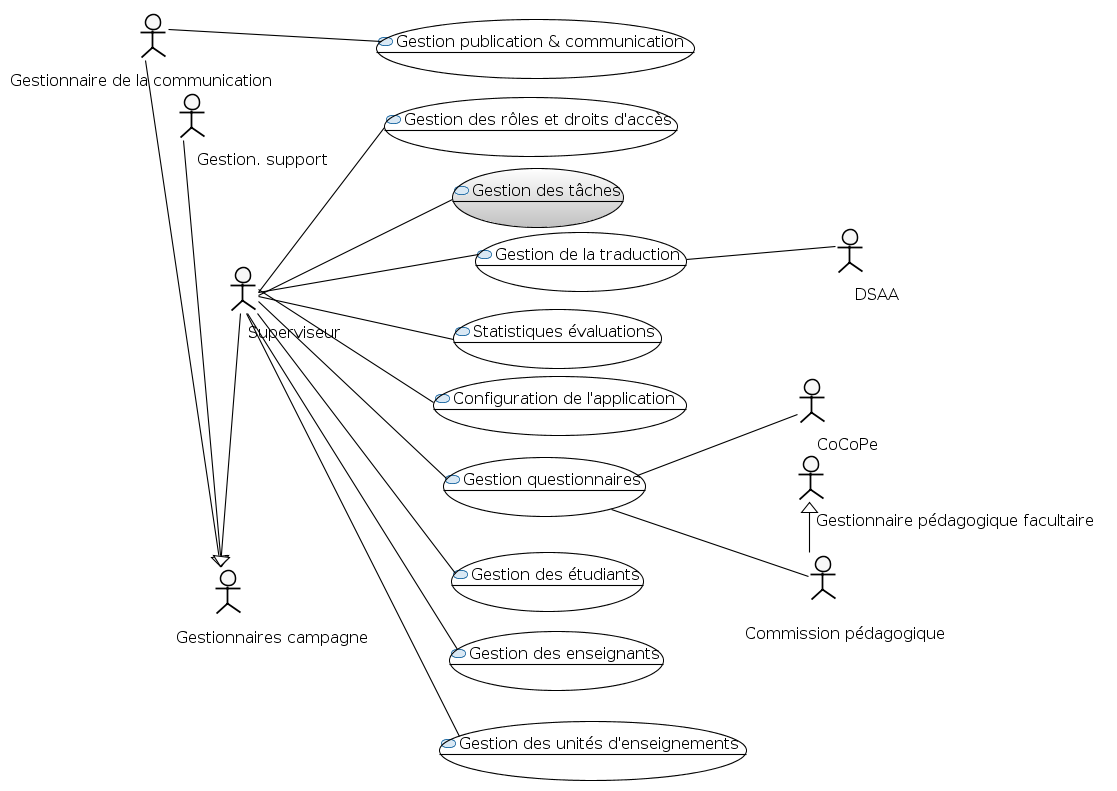 Gestion publication & communication
Gestionnaire de la communication
Gestion des rôles et droits d'accès
Gestion. support
Gestion des tâches
Gestion de la traduction
DSAA
Superviseur
Statistiques évaluations
Configuration de l'application
CoCoPe
Gestion questionnaires
Gestionnaire pédagogique facultaire
Gestion des étudiants
Gestionnaires campagne
Commission pédagogique
Gestion des enseignants
Gestion des unités d'enseignements